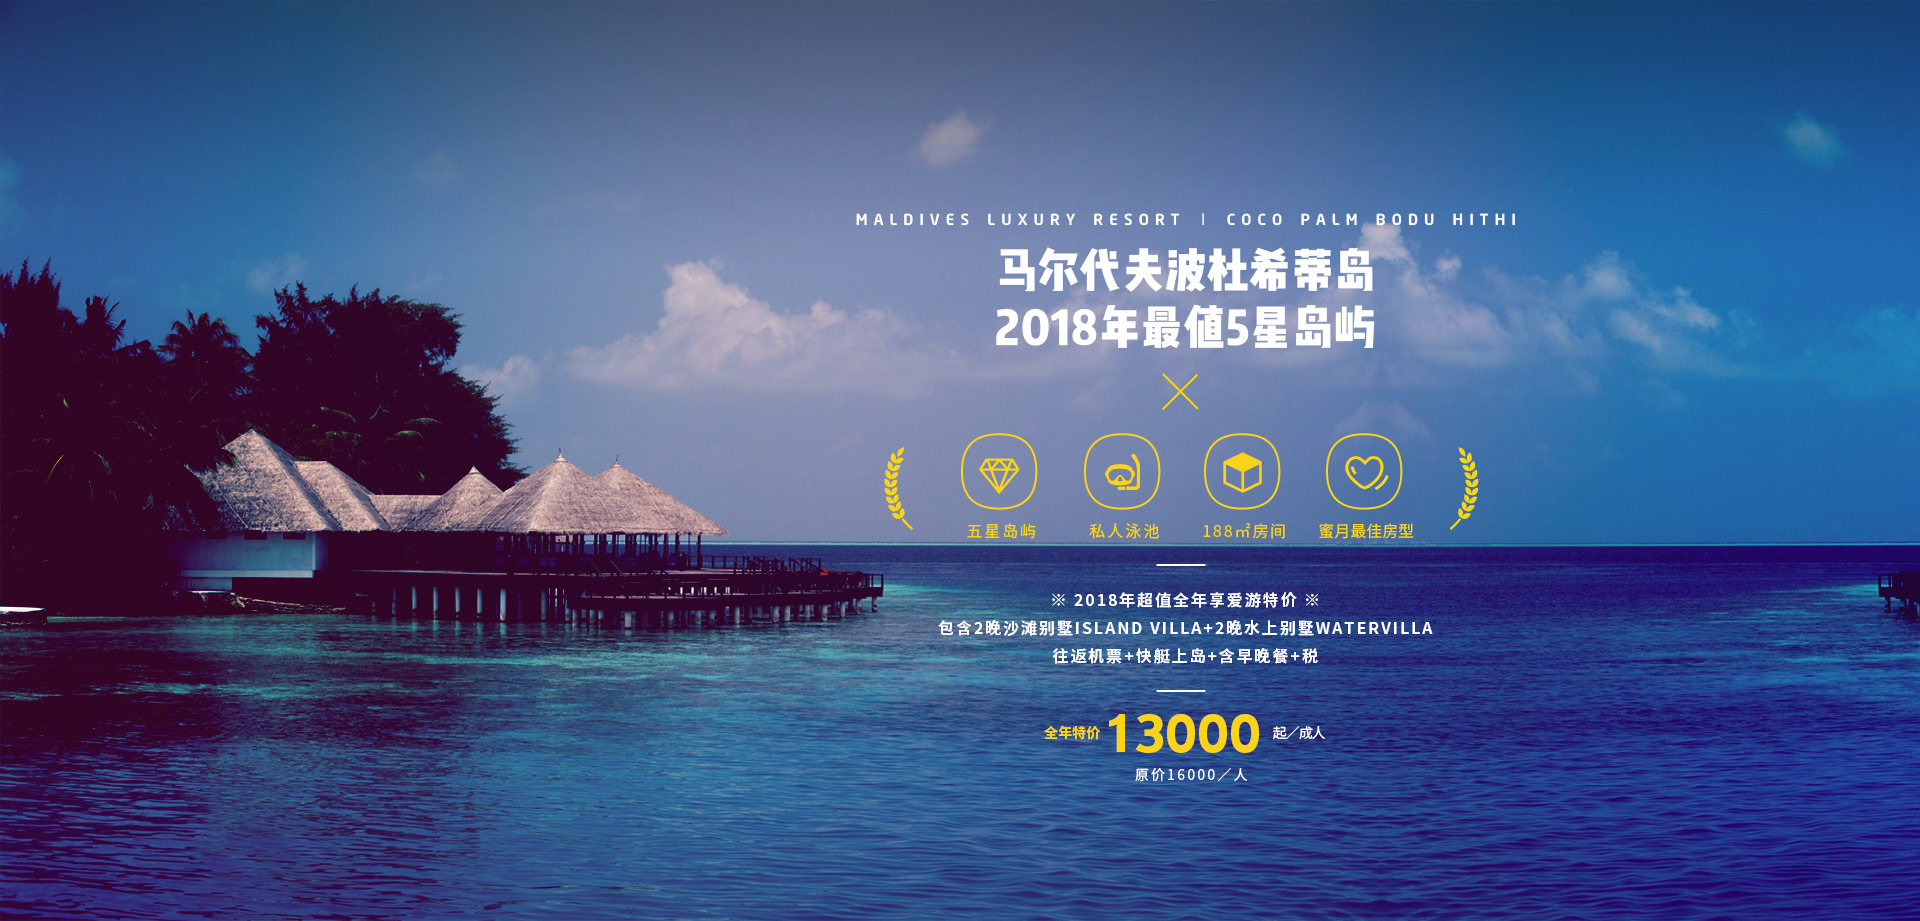 MALDIVES LUXURY RESORT | COCO PALM BODU HITHI
马尔代夫波杜希蒂岛
2018年最值5星岛屿
五星岛屿 私人泳池 188㎡房间 蜜月最佳房型
※ 2018年超值全年享爱游特价 ※
包含2晚沙滩别墅ISLAND VILLA+2晚水上别墅WATERVILLA
往返机票+快艇上岛+含早晚餐+税
全年特价 13000 起／成人
原价16000／人